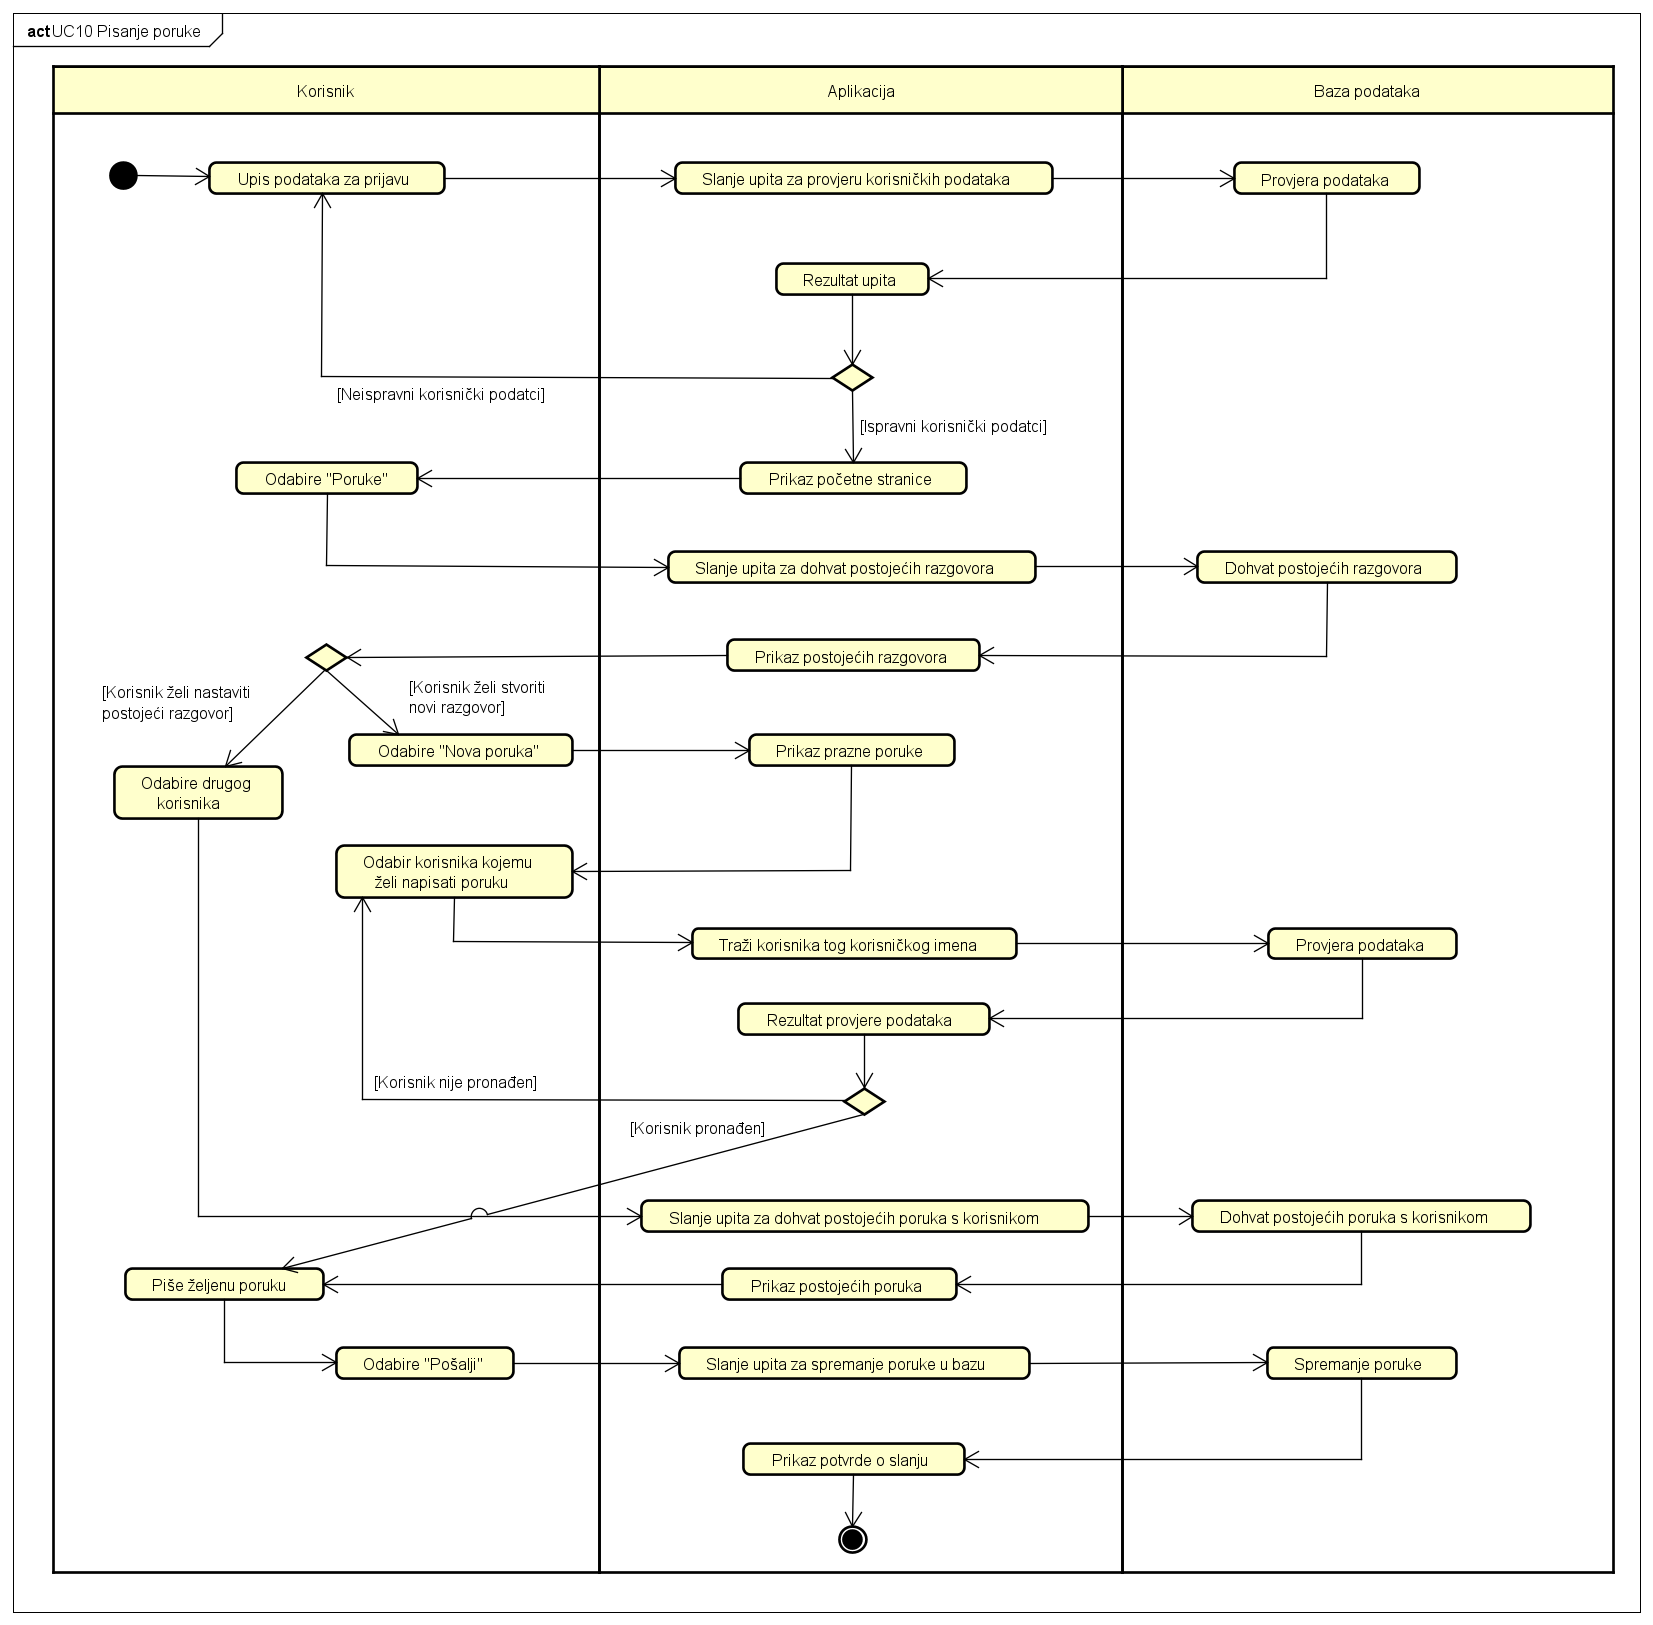 act UC10 Pisanje poruke
Korisnik
Aplikacija
Baza podataka
Upis podataka za prijavu
Slanje upita za provjeru korisničkih podataka
Provjera podataka
Rezultat upita
[Neispravni korisnički podatci]
[Ispravni korisnički podatci]
Odabire "Poruke"
Prikaz početne stranice
Slanje upita za dohvat postojećih razgovora
Dohvat postojećih razgovora
Prikaz postojećih razgovora
[Korisnik želi nastaviti
postojeći razgovor]
[Korisnik želi stvoriti
novi razgovor]
Odabire "Nova poruka"
Prikaz prazne poruke
Odabire drugog
korisnika
Odabir korisnika kojemu
želi napisati poruku
Traži korisnika tog korisničkog imena
Provjera podataka
Rezultat provjere podataka
[Korisnik nije pronađen]
[Korisnik pronađen]
Slanje upita za dohvat postojećih poruka s korisnikom
Dohvat postojećih poruka s korisnikom
Piše željenu poruku
Prikaz postojećih poruka
Odabire "Pošalji"
Slanje upita za spremanje poruke u bazu
Spremanje poruke
Prikaz potvrde o slanju